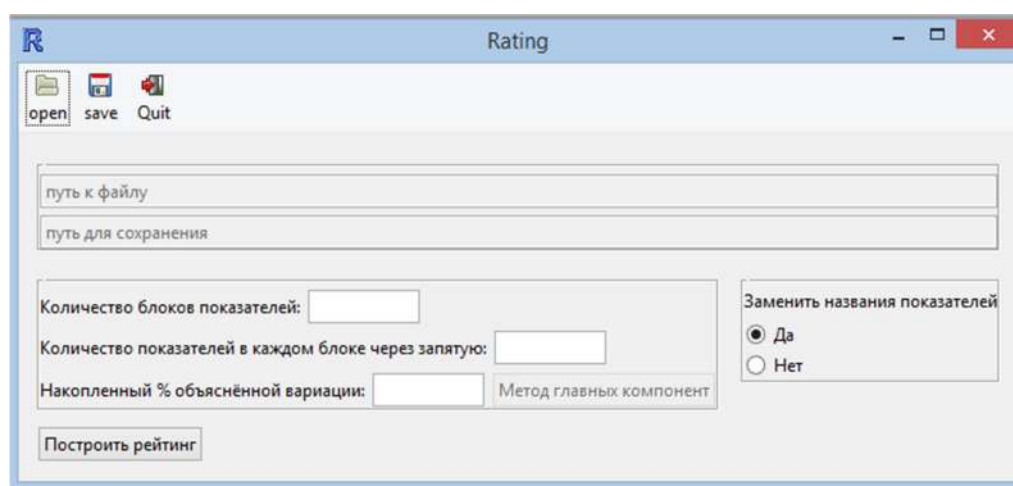 Rating
open save Quit
путь к файлу
путь для сохранения
Количество блоков показателей:
Количество показателей в каждом блоке через запятую:
Накопленный % объяснённой вариации: Метод главных компонент
Заменить названия показателей
Да
Нет
Построить рейтинг